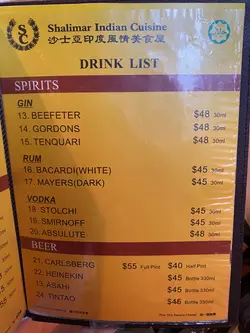 Shalimar Indian Cuisine
沙士亞印度風情美食屋
DRINK LIST
SPIRITS
GIN
13. BEEFETER $48 30ml
14. GORDONS $48 30ml
15. TENQUARI $48 30ml
RUM
16. BACARDI(WHITE) $45 30ml
17. MAYERS(DARK) $45 30ml
VODKA
18. STOLCHI $45 30ml
19. SMIRNOFF $45 30ml
20. ABSULUTE $48 30ml
BEER
21. CARLSBERG $55 Full Pint $40 Half Pint
22. HEINEKIN $45 Bottle 330ml
23. ASAHI $45 Bottle 330ml
24. TINTAO $46 Bottle 330ml